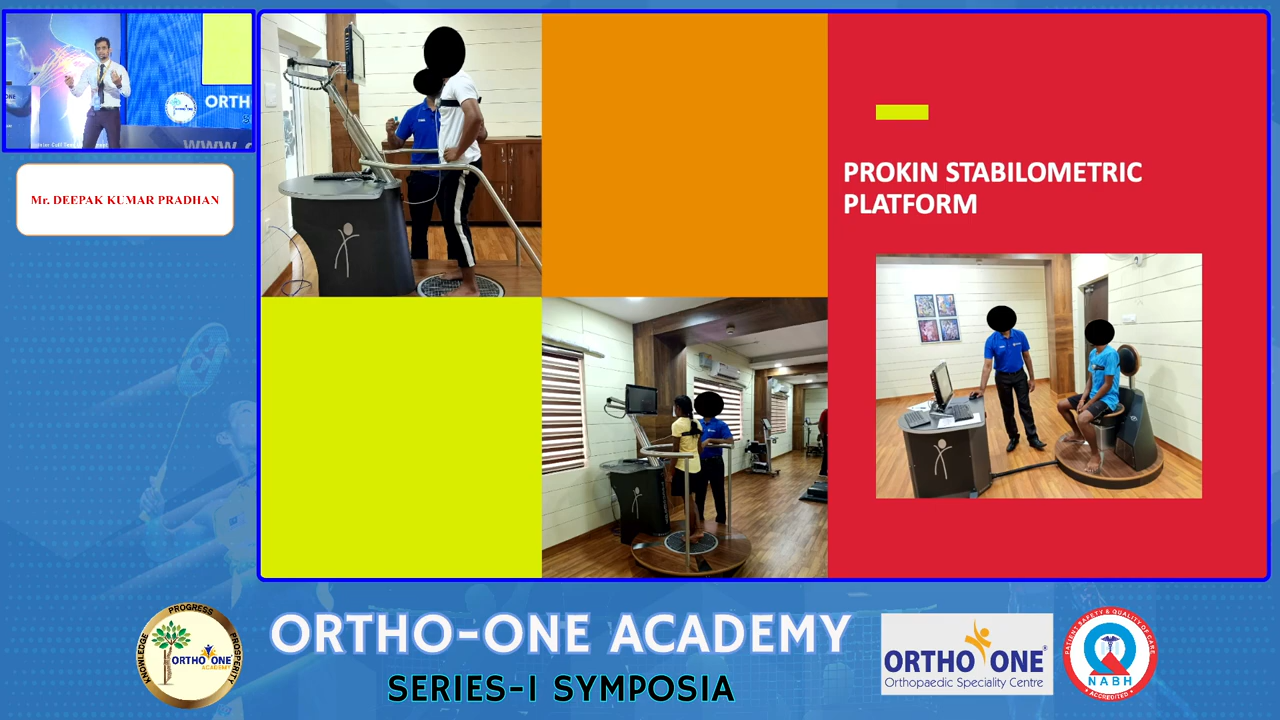 ORTH
Mr. DEEPAK KUMAR PRADHAN
PROKIN STABILOMETRIC
PLATFORM
PROGRESS
KNOWLEDGE
PROSPERITY
ORTHO ONE
ACADEMY
ORTHO-ONE ACADEMY
SERIES-I SYMPOSIA
ORTHO ONE
Orthopaedic Speciality Centre
PATIENT SAFETY & QUALITY OF CARE
NABH
ACCREDITED